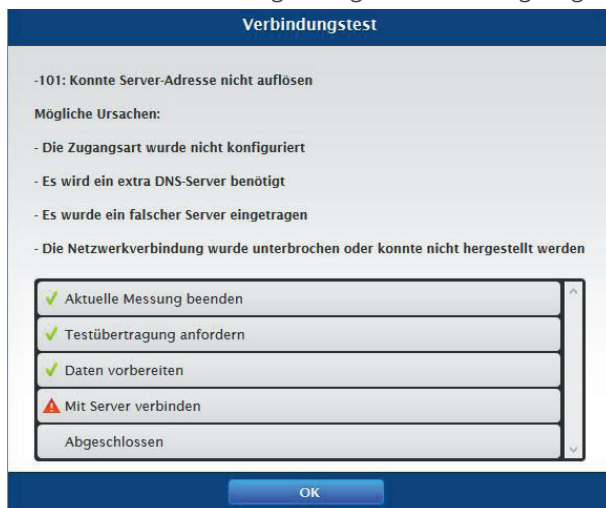 Verbindungstest
-101: Konnte Server-Adresse nicht auflösen
Mögliche Ursachen:
- Die Zugangsart wurde nicht konfiguriert
- Es wird ein extra DNS-Server benötigt
- Es wurde ein falscher Server eingetragen
- Die Netzwerkverbindung wurde unterbrochen oder konnte nicht hergestellt werden
Aktuelle Messung beenden
Testübertragung anfordern
Daten vorbereiten
Mit Server verbinden
Abgeschlossen
OK